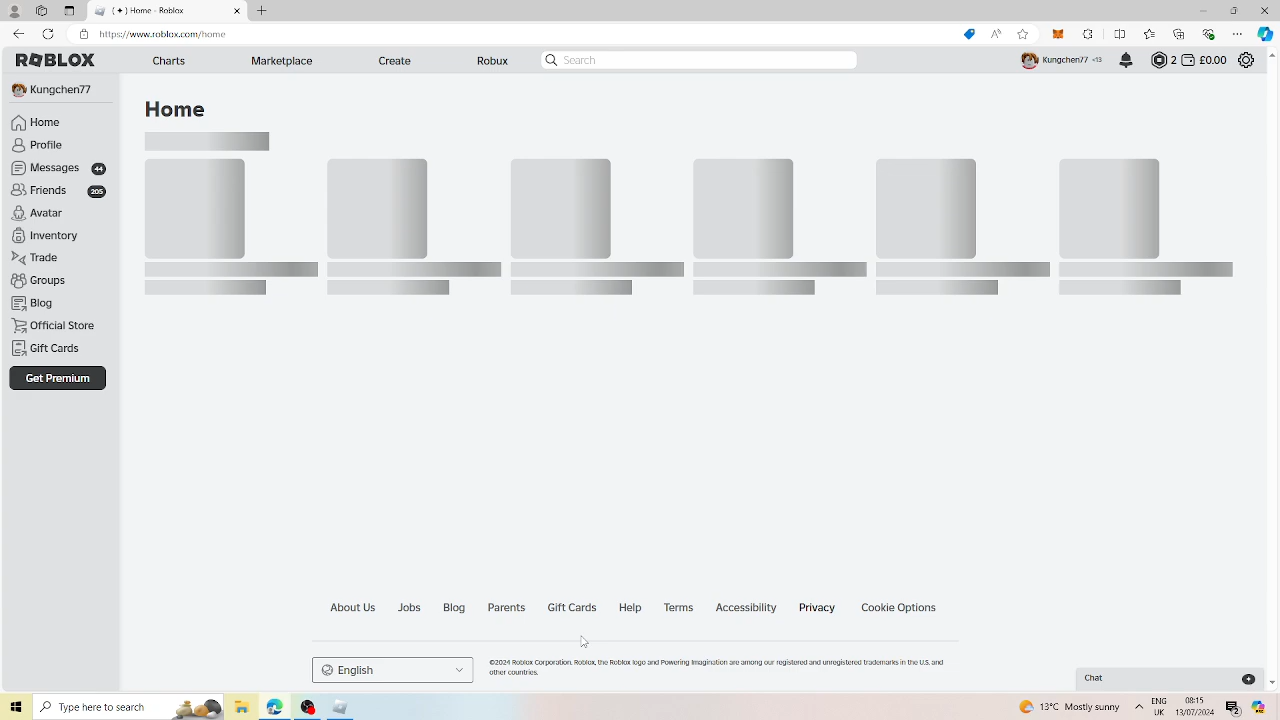 ( + ) Home - Roblox
https://www.roblox.com/home
ROBLOX
Charts
Marketplace
Create
Robux
Search
Kungchen77 <13
2
£0.00
Kungchen77
Home
Profile
Messages 44
Friends 205
Avatar
Inventory
Trade
Groups
Blog
Official Store
Gift Cards
Get Premium
Home
About Us
Jobs
Blog
Parents
Gift Cards
Help
Terms
Accessibility
Privacy
Cookie Options
English
©2024 Roblox Corporation. Roblox, the Roblox logo and Powering Imagination are among our registered and unregistered trademarks in the U.S. and
other countries.
Chat
Type here to search
13°C Mostly sunny
ENG
UK
08:15
13/07/2024